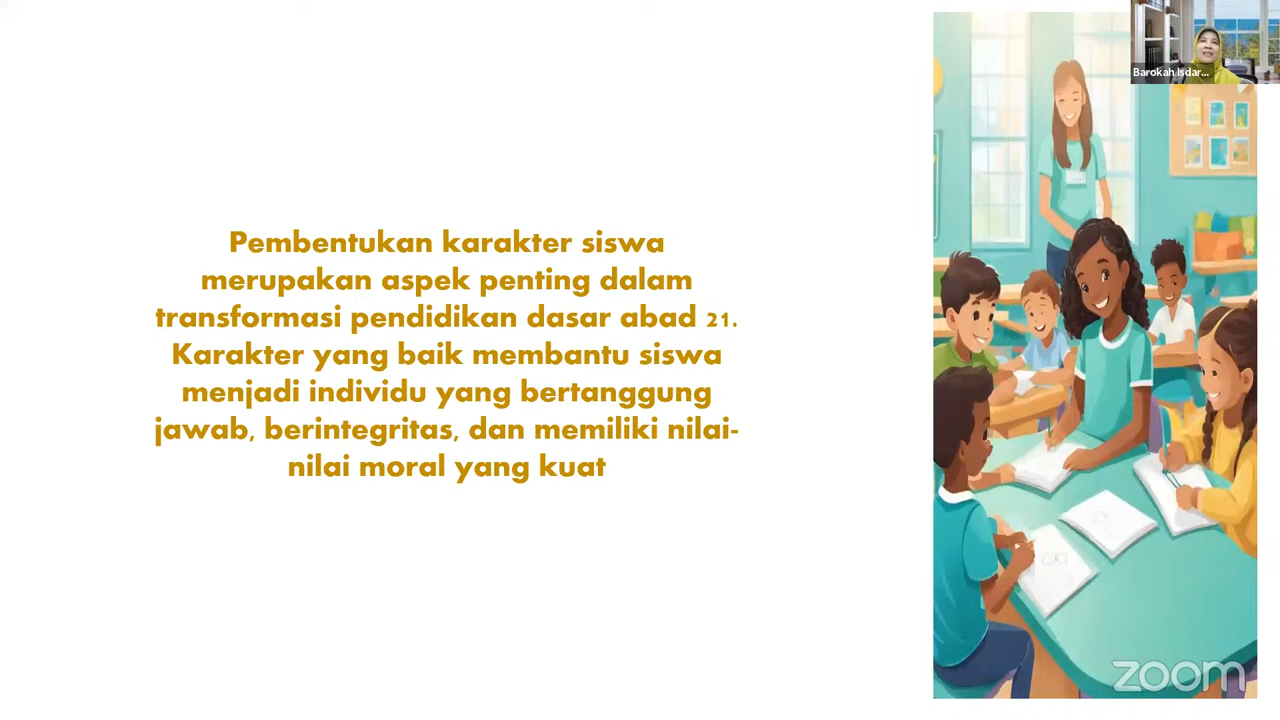 Barokah Isdar...
Pembentukan karakter siswa
merupakan aspek penting dalam
transformasi pendidikan dasar abad 21.
Karakter yang baik membantu siswa
menjadi individu yang bertanggung
jawab, berintegritas, dan memiliki nilai-
nilai moral yang kuat
zoom